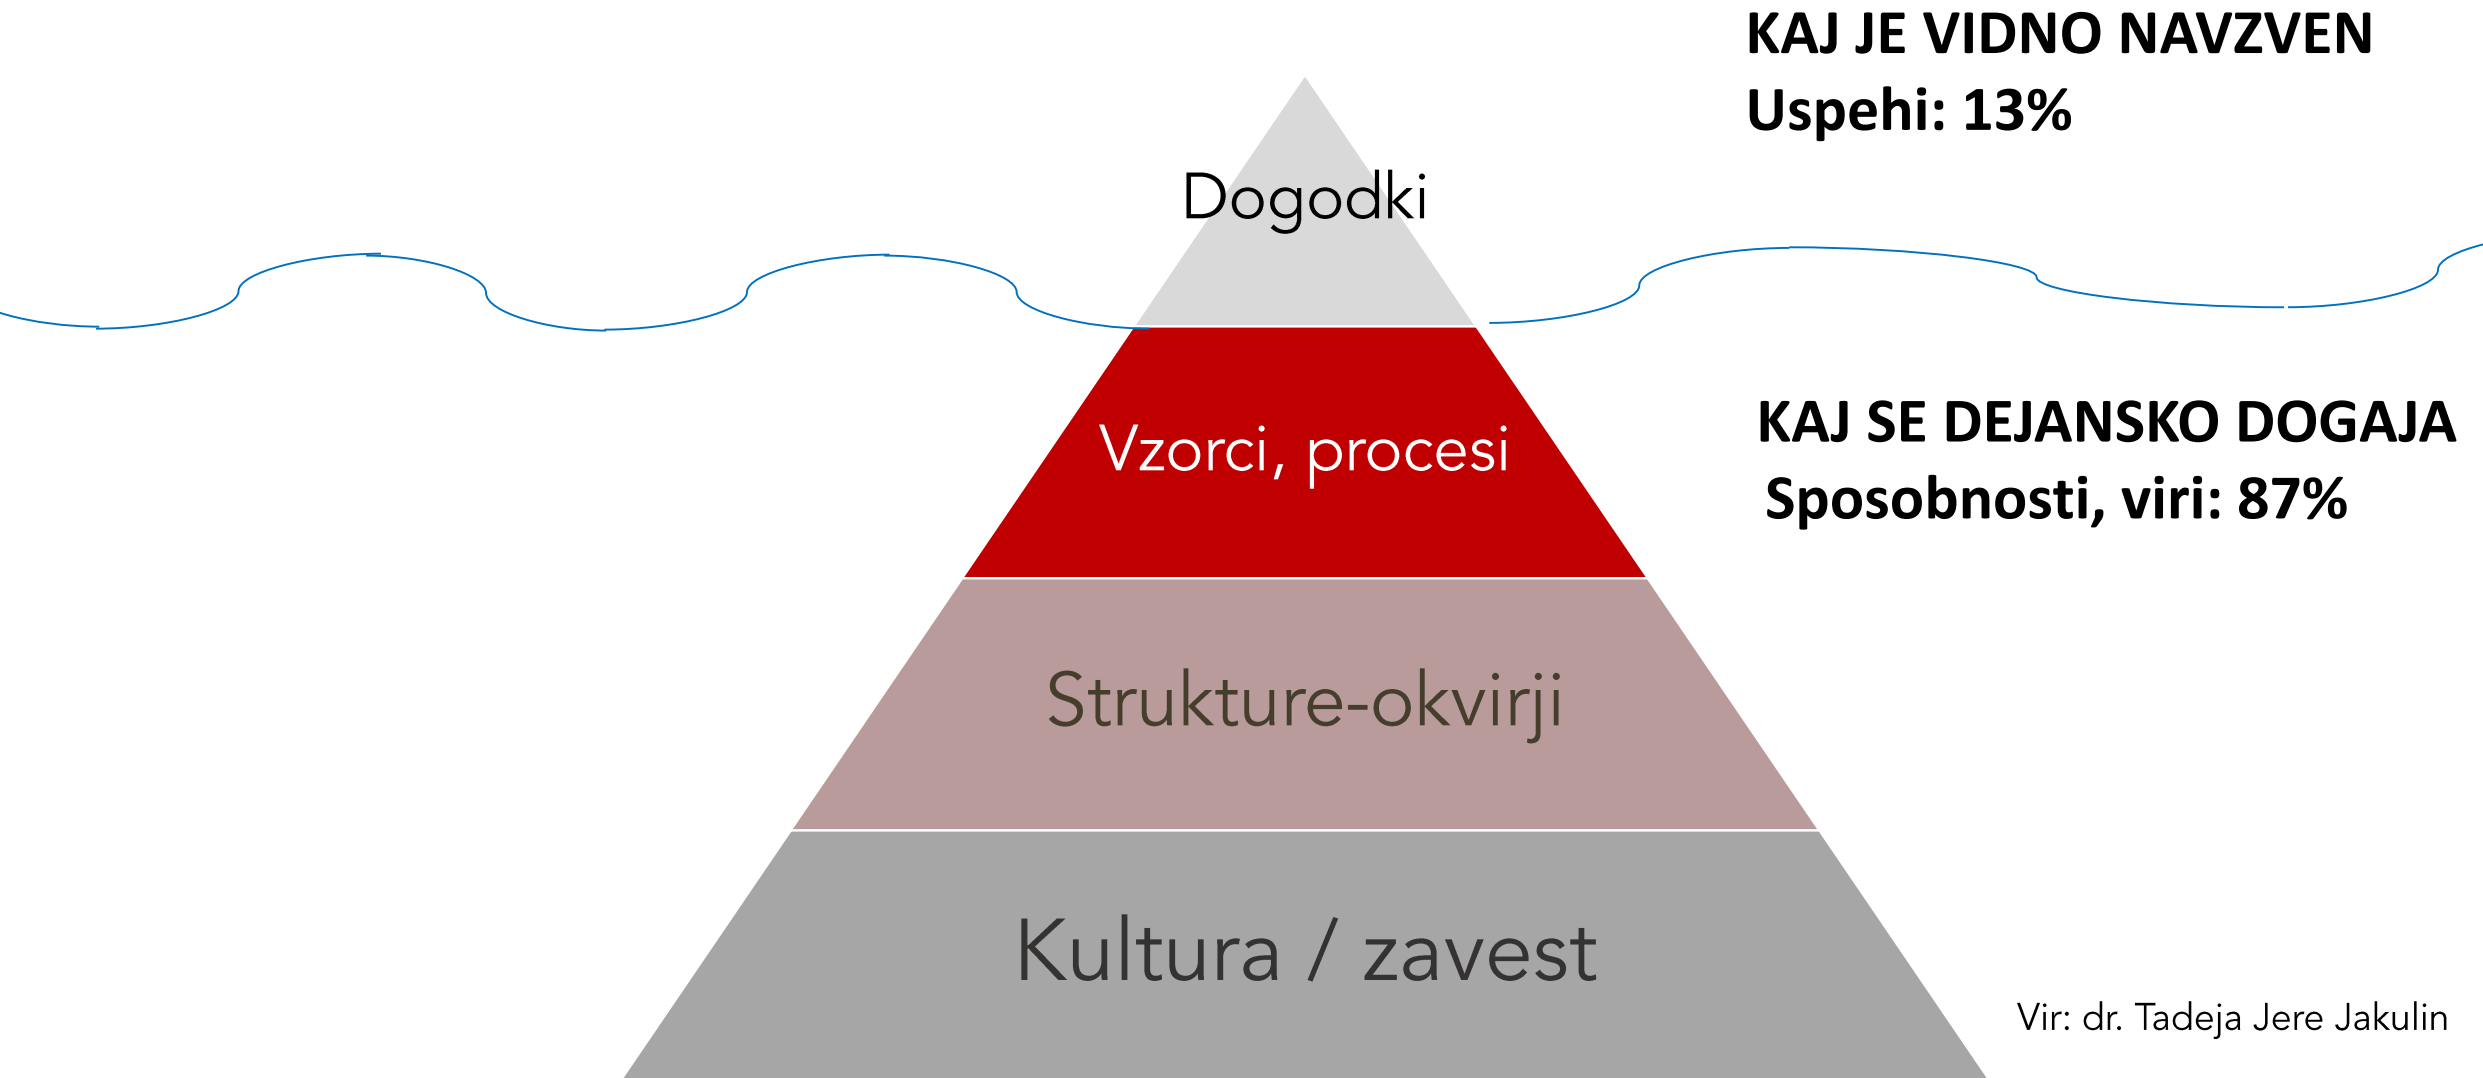 KAJ JE VIDNO NAVZVEN
Uspehi: 13%
Dogodki
Vzorci, procesi
KAJ SE DEJANSKO DOGAJA
Sposobnosti, viri: 87%
Strukture-okvirji
Kultura / zavest
Vir: dr. Tadeja Jere Jakulin